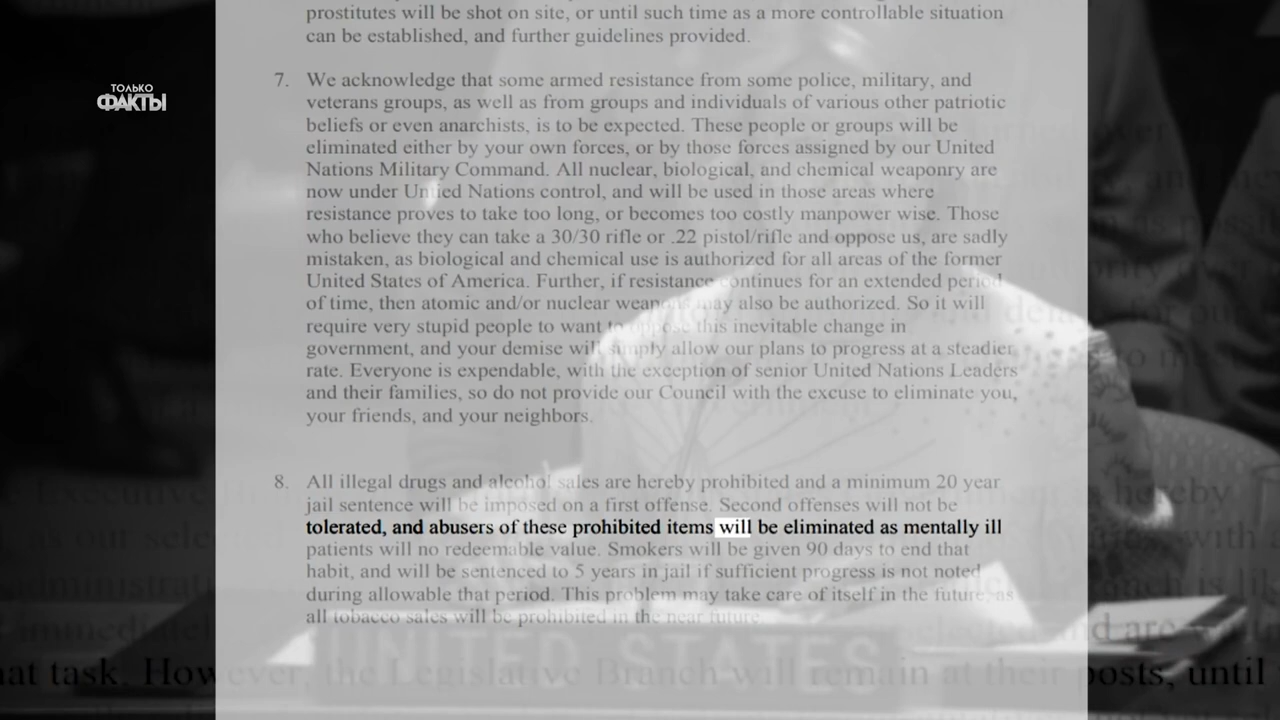 prostitutes will be shot on site, or until such time as a more controllable situation
can be established, and further guidelines provided.
ТОЛЬКО
ФАКТЫ
7. We acknowledge that some armed resistance from some police, military, and
veterans groups, as well as from groups and individuals of various other patriotic
beliefs or even anarchists, is to be expected. These people or groups will be
eliminated either by your own forces, or by those forces assigned by our United
Nations Military Command. All nuclear, biological, and chemical weaponry are
now under United Nations control, and will be used in those areas where
resistance proves to take too long, or becomes too costly manpower wise. Those
who believe they can take a 30/30 rifle or .22 pistol/rifle and oppose us, are sadly
mistaken, as biological and chemical use is authorized for all areas of the former
United States of America. Further, if resistance continues for an extended period
of time, then atomic and/or nuclear weapons may also be authorized. So it will
require very stupid people to want to oppose this inevitable change in
government, and your demise will simply allow our plans to progress at a steadier
rate. Everyone is expendable, with the exception of senior United Nations Leaders
and their families, so do not provide our Council with the excuse to eliminate you,
your friends, and your neighbors.
8. All illegal drugs and alcohol sales are hereby prohibited and a minimum 20 year
jail sentence will be imposed on a first offense. Second offenses will not be
tolerated, and abusers of these prohibited items will be eliminated as mentally ill
patients will no redeemable value. Smokers will be given 90 days to end that
habit, and will be sentenced to 5 years in jail if sufficient progress is not noted
during allowable that period. This problem may take care of itself in the future, as
all tobacco sales will be prohibited in the near future.
UNITED STATES
hat task. However, the Legislative Branch will remain at their posts, until